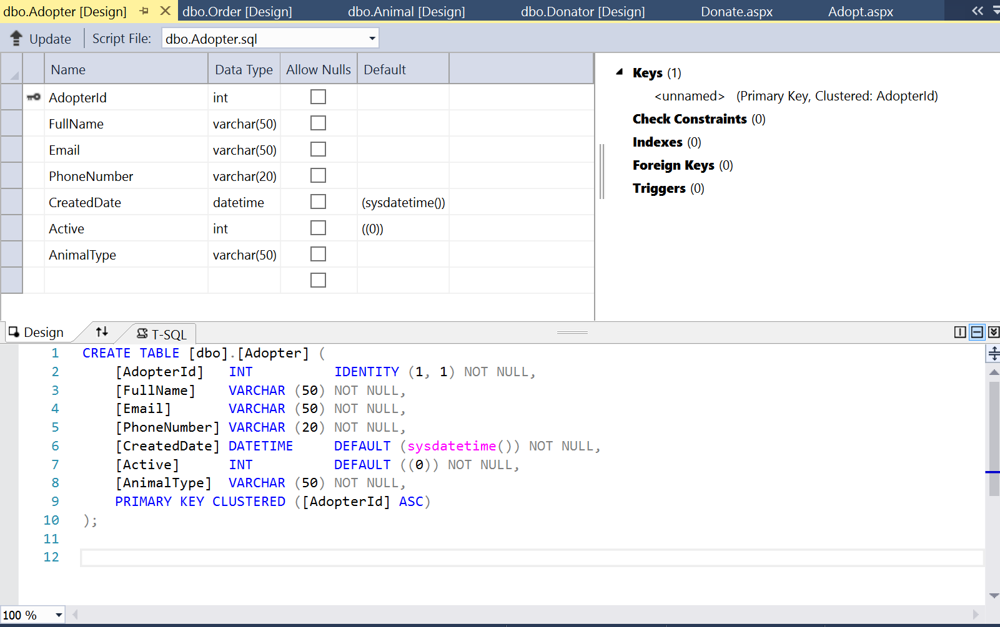 dbo.Adopter [Design] dbo.Order [Design] dbo.Animal [Design] dbo.Donator [Design] Donate.aspx Adopt.aspx
Update Script File: dbo.Adopter.sql
Name Data Type Allow Nulls Default
AdopterId int
FullName varchar(50)
Email varchar(50)
PhoneNumber varchar(20)
CreatedDate datetime (sysdatetime())
Active int ((0))
AnimalType varchar(50)
Keys (1)
<unnamed> (Primary Key, Clustered: AdopterId)
Check Constraints (0)
Indexes (0)
Foreign Keys (0)
Triggers (0)
Design T-SQL
1 CREATE TABLE [dbo].[Adopter] (
2 [AdopterId] INT IDENTITY (1, 1) NOT NULL,
3 [FullName] VARCHAR (50) NOT NULL,
4 [Email] VARCHAR (50) NOT NULL,
5 [PhoneNumber] VARCHAR (20) NOT NULL,
6 [CreatedDate] DATETIME DEFAULT (sysdatetime()) NOT NULL,
7 [Active] INT DEFAULT ((0)) NOT NULL,
8 [AnimalType] VARCHAR (50) NOT NULL,
9 PRIMARY KEY CLUSTERED ([AdopterId] ASC)
10 );
11
12
100 %